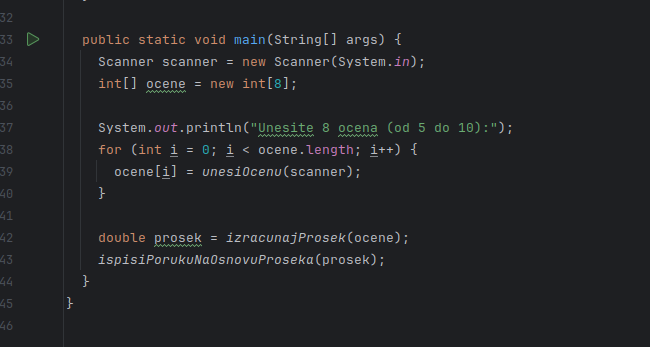 32
33 public static void main(String[] args) {
34 Scanner scanner = new Scanner(System.in);
35 int[] ocene = new int[8];
36
37 System.out.println("Unesite 8 ocena (od 5 do 10):");
38 for (int i = 0; i < ocene.length; i++) {
39 ocene[i] = unesiOcenu(scanner);
40 }
41
42 double prosek = izracunajProsek(ocene);
43 ispisiPorukuNaOsnovuProseka(prosek);
44 }
45 }
46